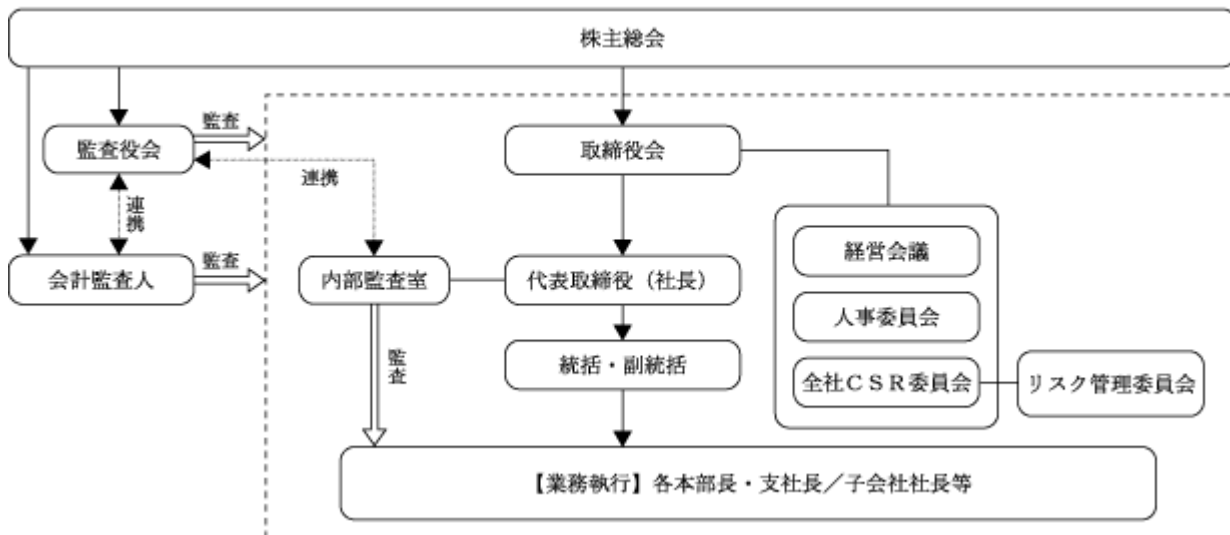 株主総会
監査
監査役会
取締役会
連携
連携
経営会議
会計監査人
監査
内部監査室
代表取締役（社長）
人事委員会
監査
統括・副統括
全社ＣＳＲ委員会
リスク管理委員会
【業務執行】各本部長・支社長／子会社社長等